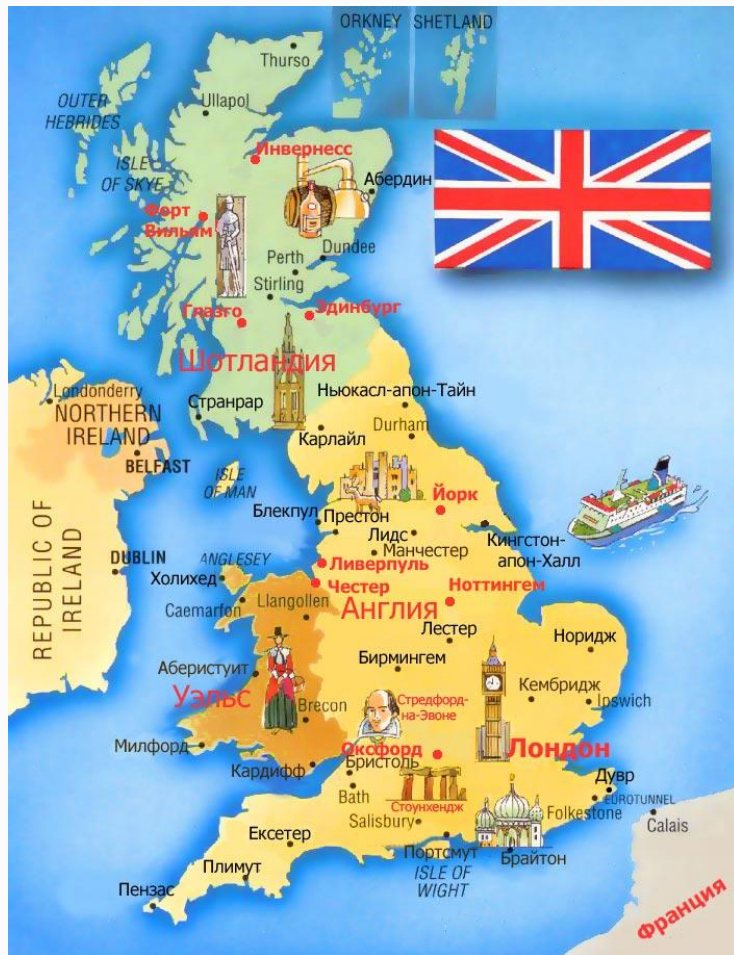 ORKNEY
SHETLAND
Thurso
OUTER
HEBRIDES
Ullapol
Инвернесс
ISLE
OF SKYE
Абердин
Форт
Вильям
Dundee
Perth
Stirling
Эдинбург
Глазго
Шотландия
Londonderry
NORTHERN
IRELAND
Странрар
Ньюкасл-апон-Тайн
Durham
Карлайл
BELFAST
ISLE
OF MAN
Йорк
Блекпул
Престон
Лидс
Кингстон-
апон-Халл
Манчестер
REPUBLIC OF
IRELAND
DUBLIN
ANGLESEY
Холихед
Ливерпуль
Честер
Ноттингем
Caemarfon
Llangollen
Англия
Лестер
Норидж
Бирмингем
Аберистуит
Уэльс
Кембридж
Ipswich
Brecon
Стредфорд-
на-Эвоне
Милфорд
Оксфорд
Лондон
Бристоль
Кардифф
Дувр
Bath
EUROTUNNEL
Стоунхендж
Folkestone
Salisbury
Calais
Ексетер
Портсмут
Брайтон
ISLE OF
WIGHT
Плимут
Пензас
Франция